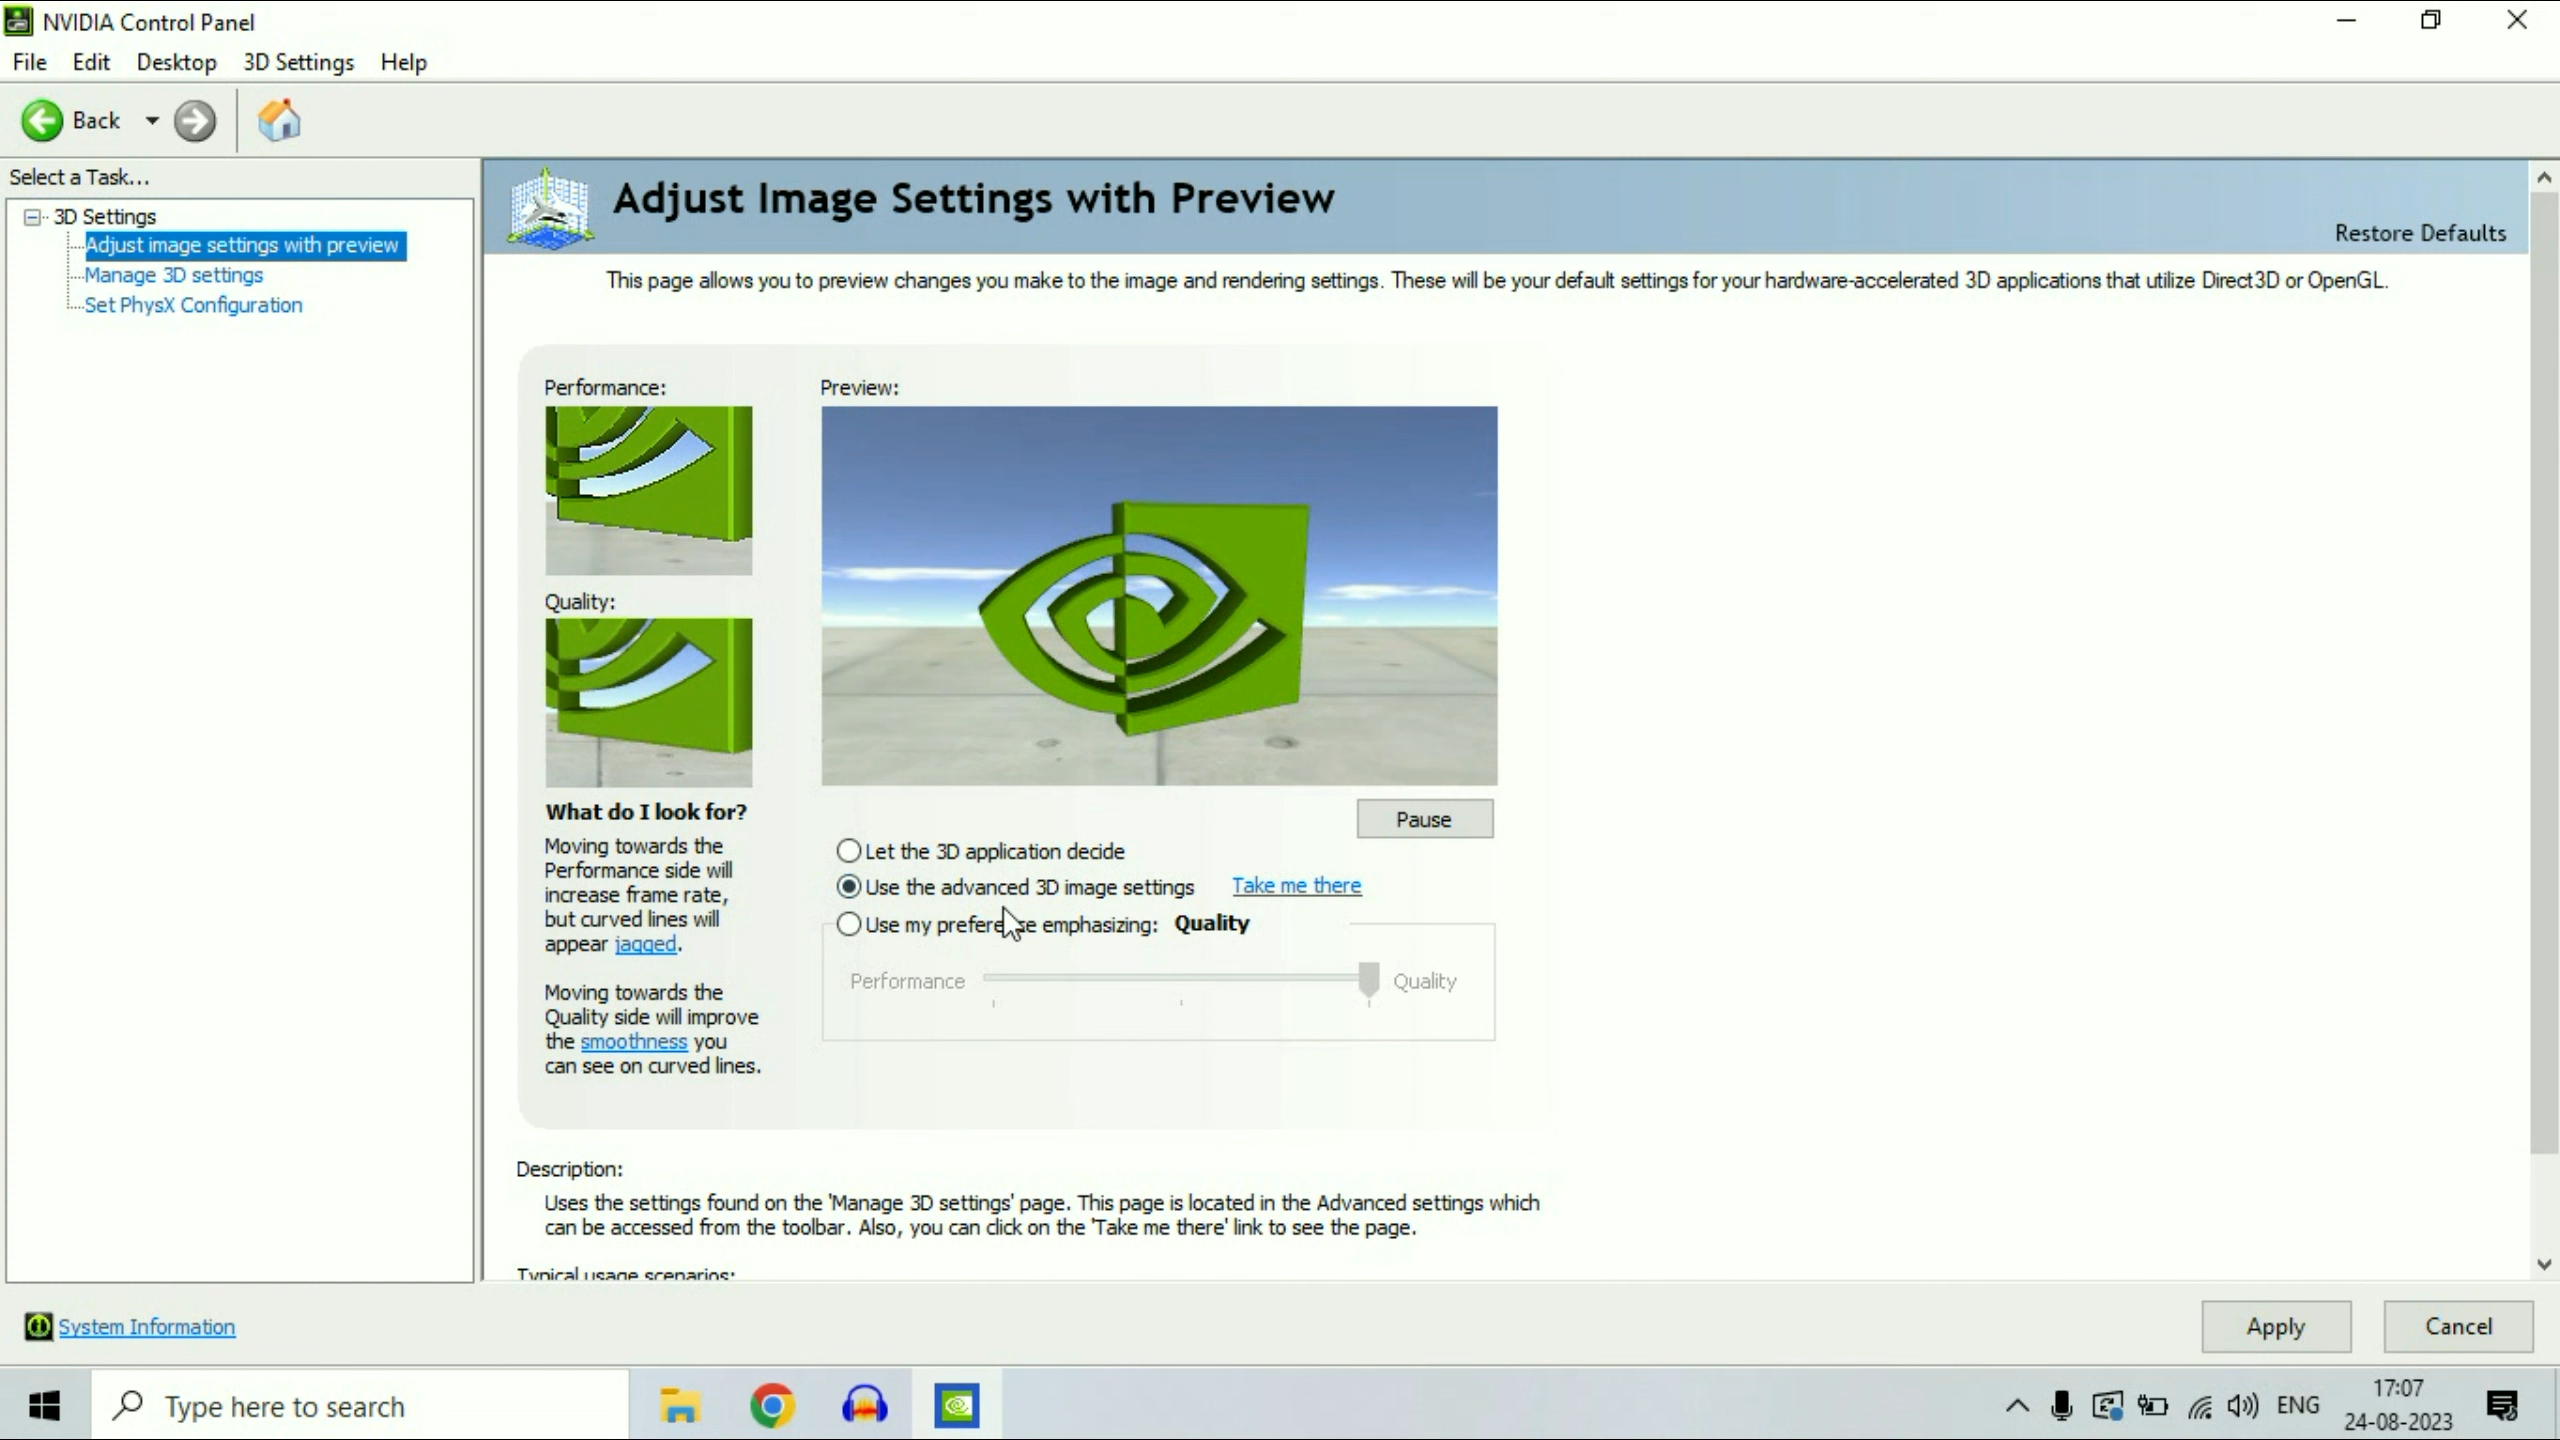 NVIDIA Control Panel
File Edit Desktop 3D Settings Help
Back
Select a Task...
3D Settings
Adjust image settings with preview
Manage 3D settings
Set PhysX Configuration
Adjust Image Settings with Preview
Restore Defaults
This page allows you to preview changes you make to the image and rendering settings. These will be your default settings for your hardware-accelerated 3D applications that utilize Direct3D or OpenGL.
Performance:
Quality:
What do I look for?
Moving towards the
Performance side will
increase frame rate,
but curved lines will
appear jagged.
Moving towards the
Quality side will improve
the smoothness you
can see on curved lines.
Preview:
Pause
Let the 3D application decide
Use the advanced 3D image settings Take me there
Use my preference emphasizing: Quality
Performance Quality
Description:
Uses the settings found on the 'Manage 3D settings' page. This page is located in the Advanced settings which
can be accessed from the toolbar. Also, you can click on the 'Take me there' link to see the page.
Typical usage scenarios:
System Information
Apply Cancel
Type here to search
ENG
17:07
24-08-2023